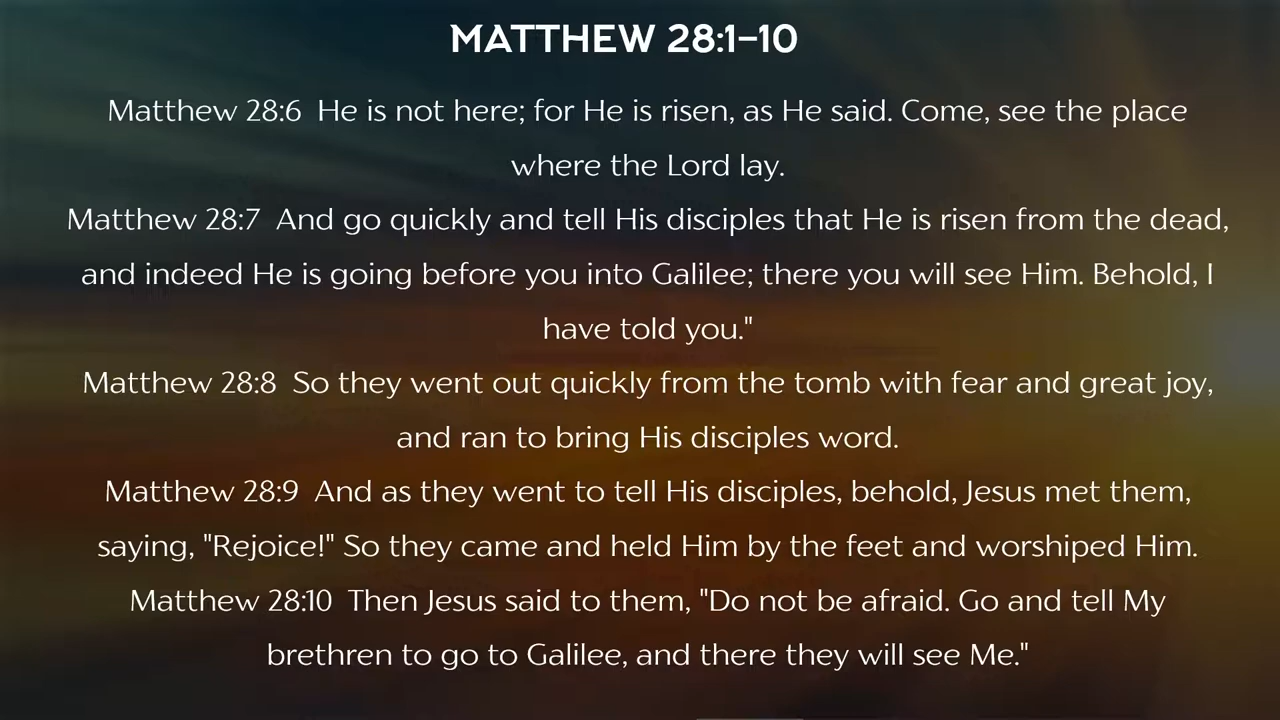 MATTHEW 28:1–10
Matthew 28:6  He is not here; for He is risen, as He said. Come, see the place
where the Lord lay.
Matthew 28:7  And go quickly and tell His disciples that He is risen from the dead,
and indeed He is going before you into Galilee; there you will see Him. Behold, I
have told you."
Matthew 28:8  So they went out quickly from the tomb with fear and great joy,
and ran to bring His disciples word.
Matthew 28:9  And as they went to tell His disciples, behold, Jesus met them,
saying, "Rejoice!" So they came and held Him by the feet and worshiped Him.
Matthew 28:10  Then Jesus said to them, "Do not be afraid. Go and tell My
brethren to go to Galilee, and there they will see Me."